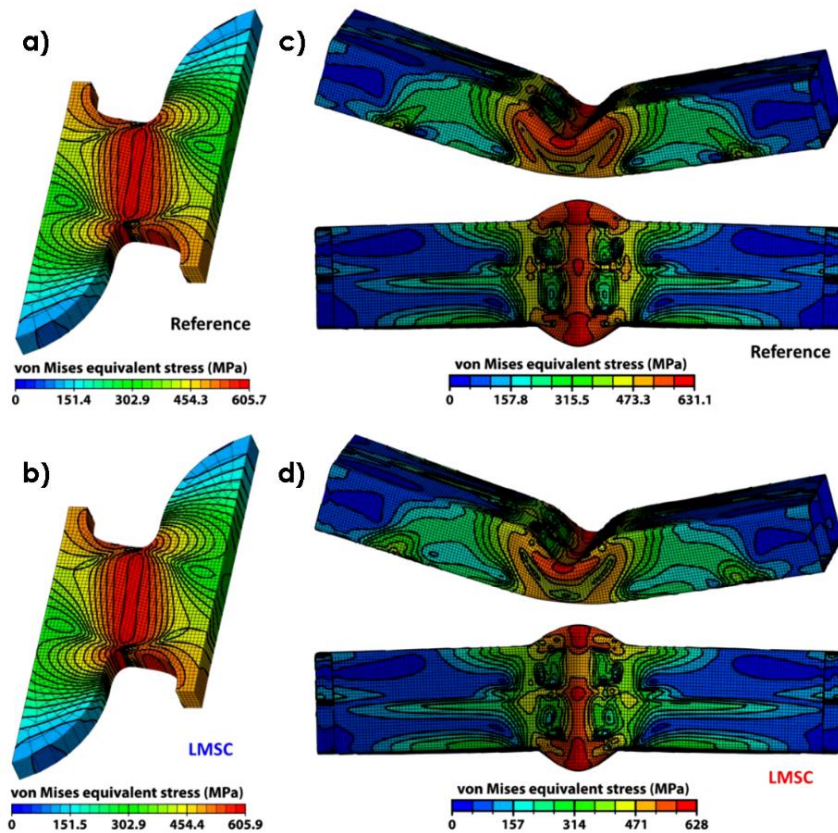 a)
Reference
von Mises equivalent stress (MPa)
0 151.4 302.9 454.3 605.7
c)
Reference
von Mises equivalent stress (MPa)
0 157.8 315.5 473.3 631.1
b)
LMSC
von Mises equivalent stress (MPa)
0 151.5 302.9 454.4 605.9
d)
LMSC
von Mises equivalent stress (MPa)
0 157 314 471 628